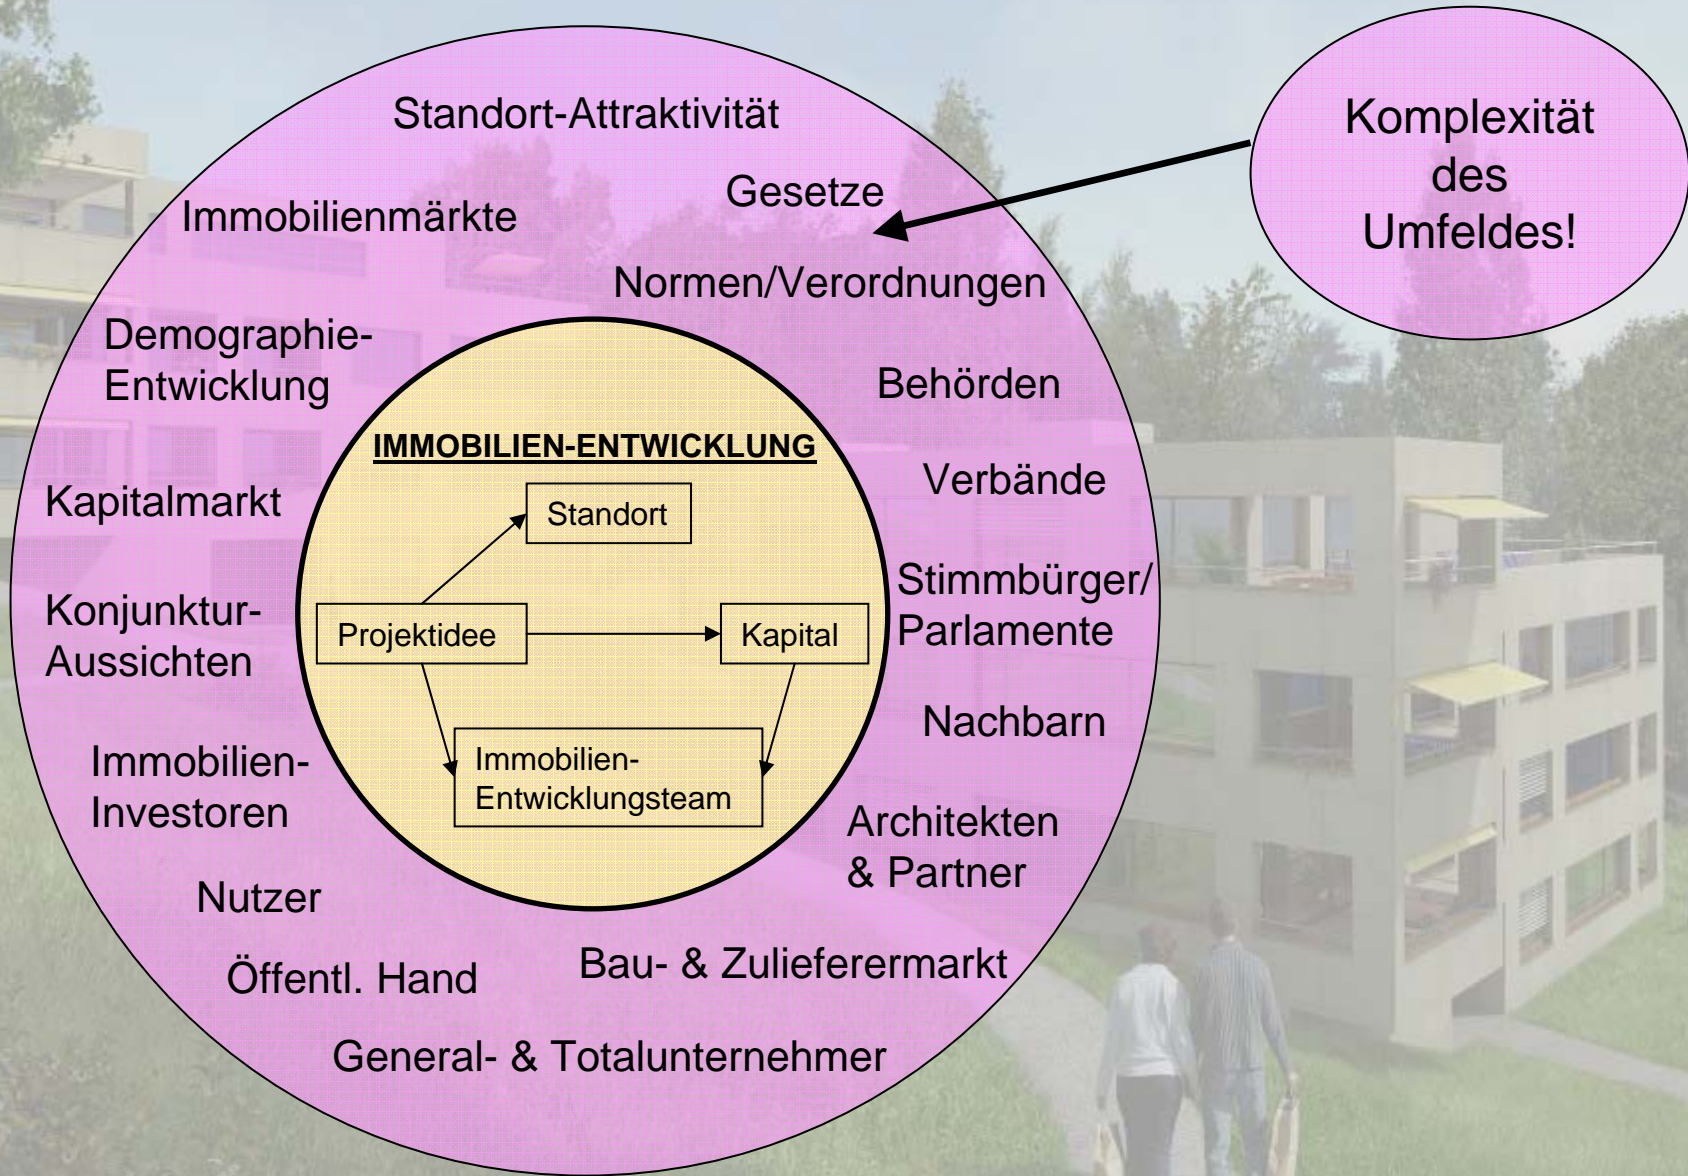 Standort-Attraktivität
Komplexität
des
Umfeldes!
Gesetze
Immobilienmärkte
Normen/Verordnungen
Demographie-
Entwicklung
Behörden
IMMOBILIEN-ENTWICKLUNG
Verbände
Kapitalmarkt
Standort
Stimmbürger/
Parlamente
Konjunktur-
Aussichten
Projektidee
Kapital
Nachbarn
Immobilien-
Investoren
Immobilien-
Entwicklungsteam
Architekten
& Partner
Nutzer
Öffentl. Hand
Bau- & Zuliefermarkt
General- & Totalunternehmer